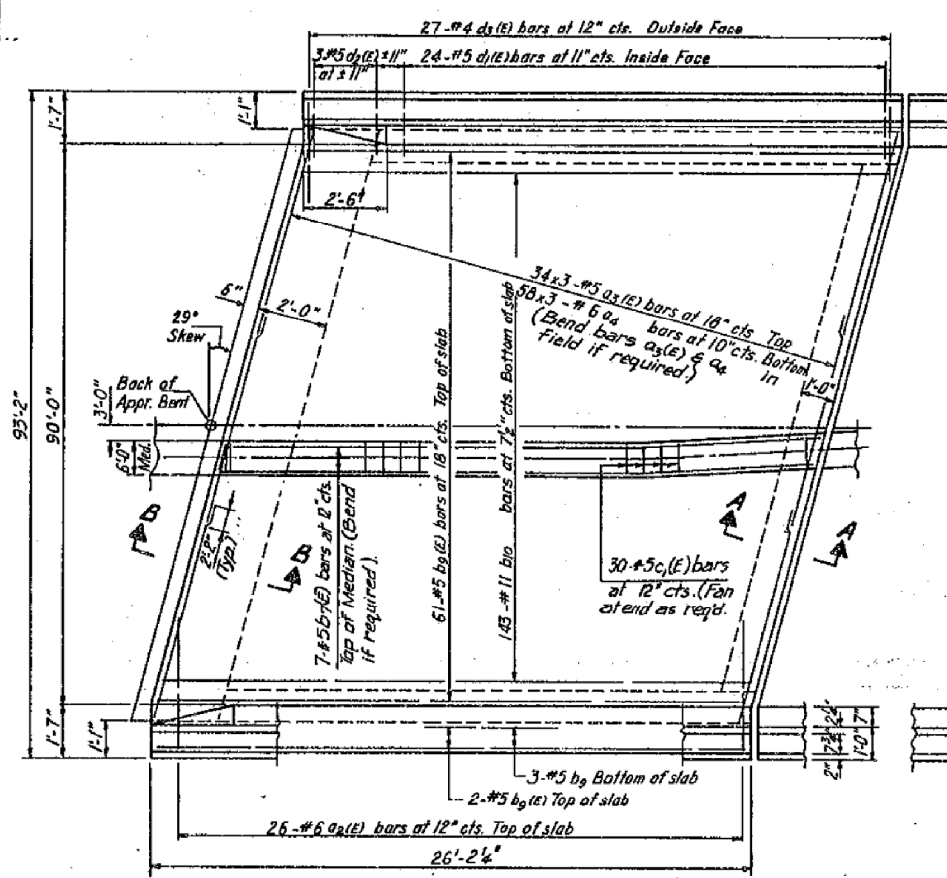 27-#4 d3(E) bars at 12" cts. Outside Face
3#5 d2(E) ±11"
at ±11"
24-#5 d1(E) bars at 11" cts. Inside Face
1'-7"
1'-1"
2'-6"
6"
2'-0"
29°
Skew
34x3-#5 a3(E) bars at 18" cts. Top
58x3-#6 a4 bars at 10" cts. Bottom
(Bend bars a3(E) & a4 in
field if required.)
1'-0"
Back of
Appr. Bent
93'-2"
90'-0"
3'-0"
6'-0"
Med.
B
B
A
A
2'-2"
(Typ.)
7-#5 b7(E) bars at 12" cts.
Top of Median. (Bend
if required).
61-#5 b9(E) bars at 18" cts. Top of slab
143-#11 b10 bars at 7½" cts. Bottom of slab
30-#5 c1(E) bars
at 12" cts. (Fan
at end as req'd.
1'-7"
1'-1"
7"
1'-0"
2"
3-#5 b9 Bottom of slab
2-#5 b9(E) Top of slab
26-#6 a2(E) bars at 12" cts. Top of slab
26'-2¼"